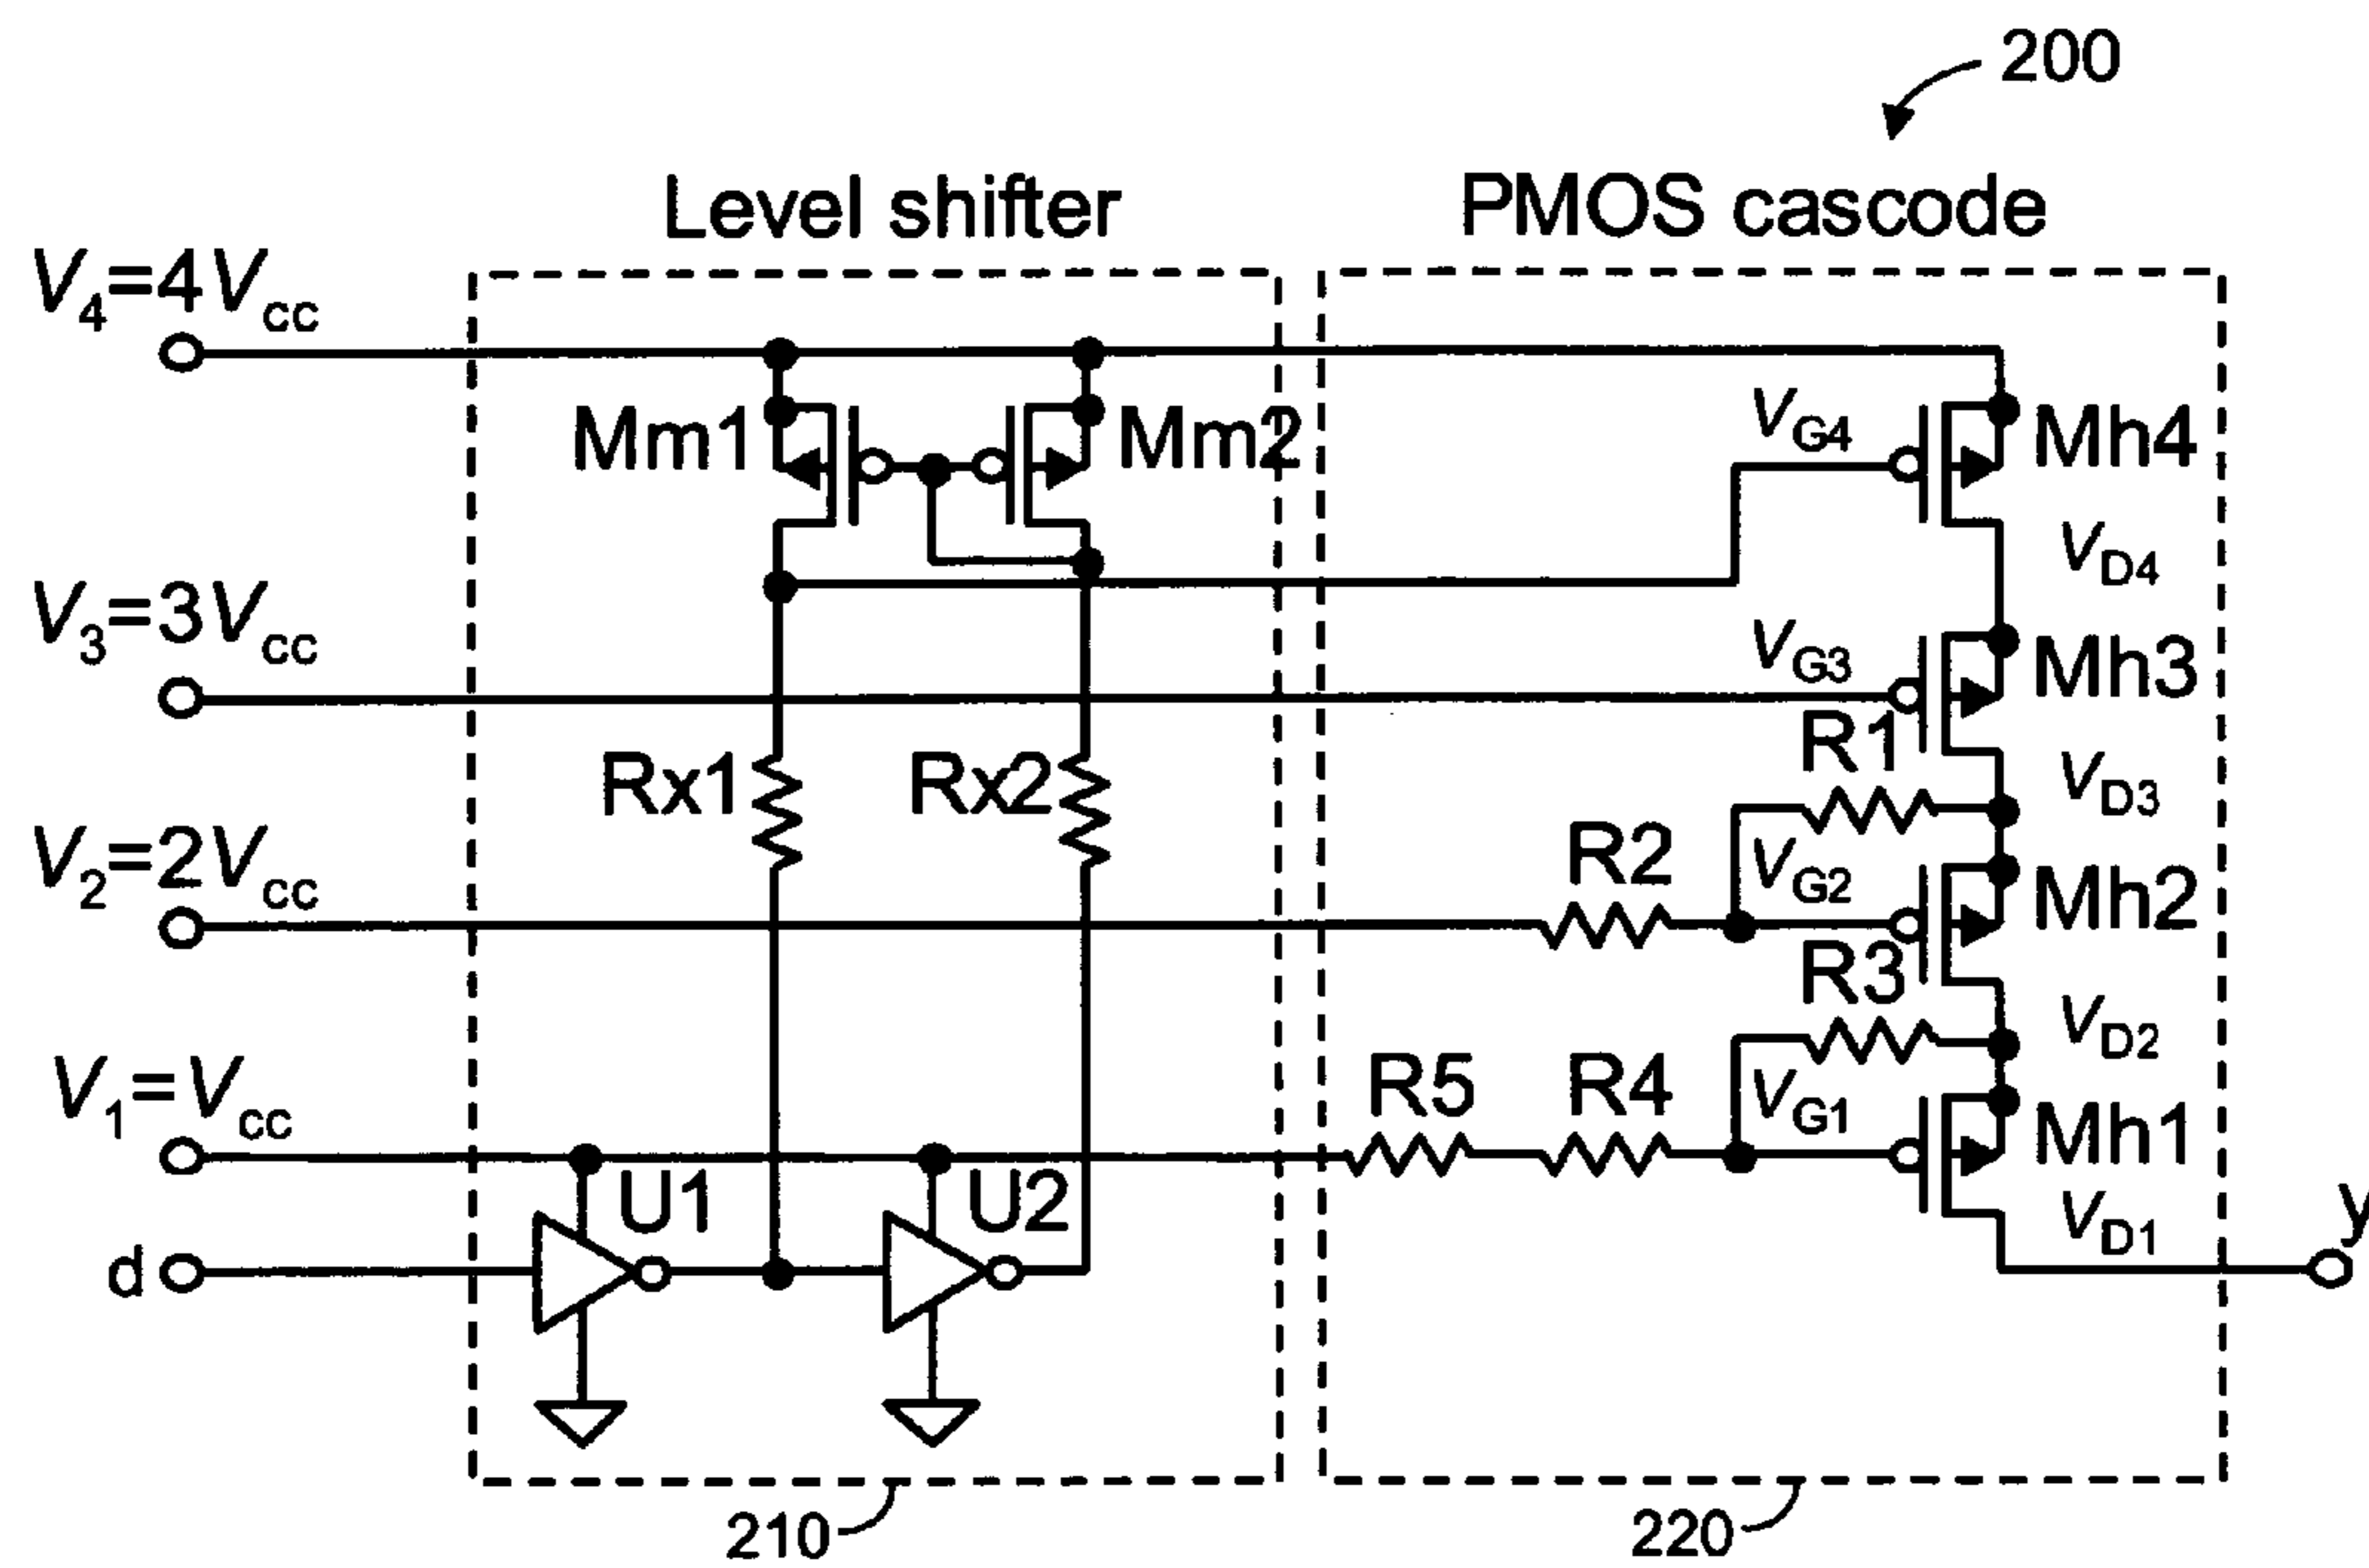 200
Level shifter
PMOS cascode
V4=4Vcc
Mm1
Mm2
VG4
Mh4
VD4
V3=3Vcc
VG3
Mh3
R1
Rx1
Rx2
VD3
V2=2Vcc
R2
VG2
Mh2
R3
VD2
V1=Vcc
R5
R4
VG1
Mh1
U1
U2
VD1
y
d
210
220